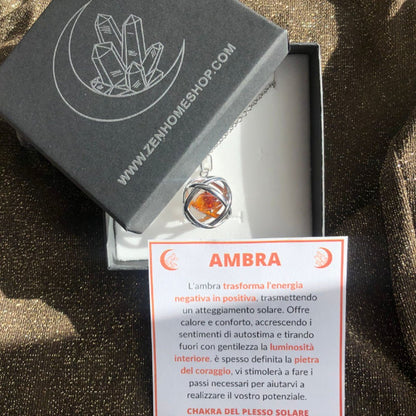 WWW.ZENHOMESHOP.COM
AMBRA
L'ambra trasforma l'energia
negativa in positiva, trasmettendo
un atteggiamento solare. Offre
calore e conforto, accrescendo i
sentimenti di autostima e tirando
fuori con gentilezza la luminosità
interiore. è spesso definita la pietra
del coraggio, vi stimolerà a fare i
passi necessari per aiutarvi a
realizzare il vostro potenziale.
CHAKRA DEL PLESSO SOLARE